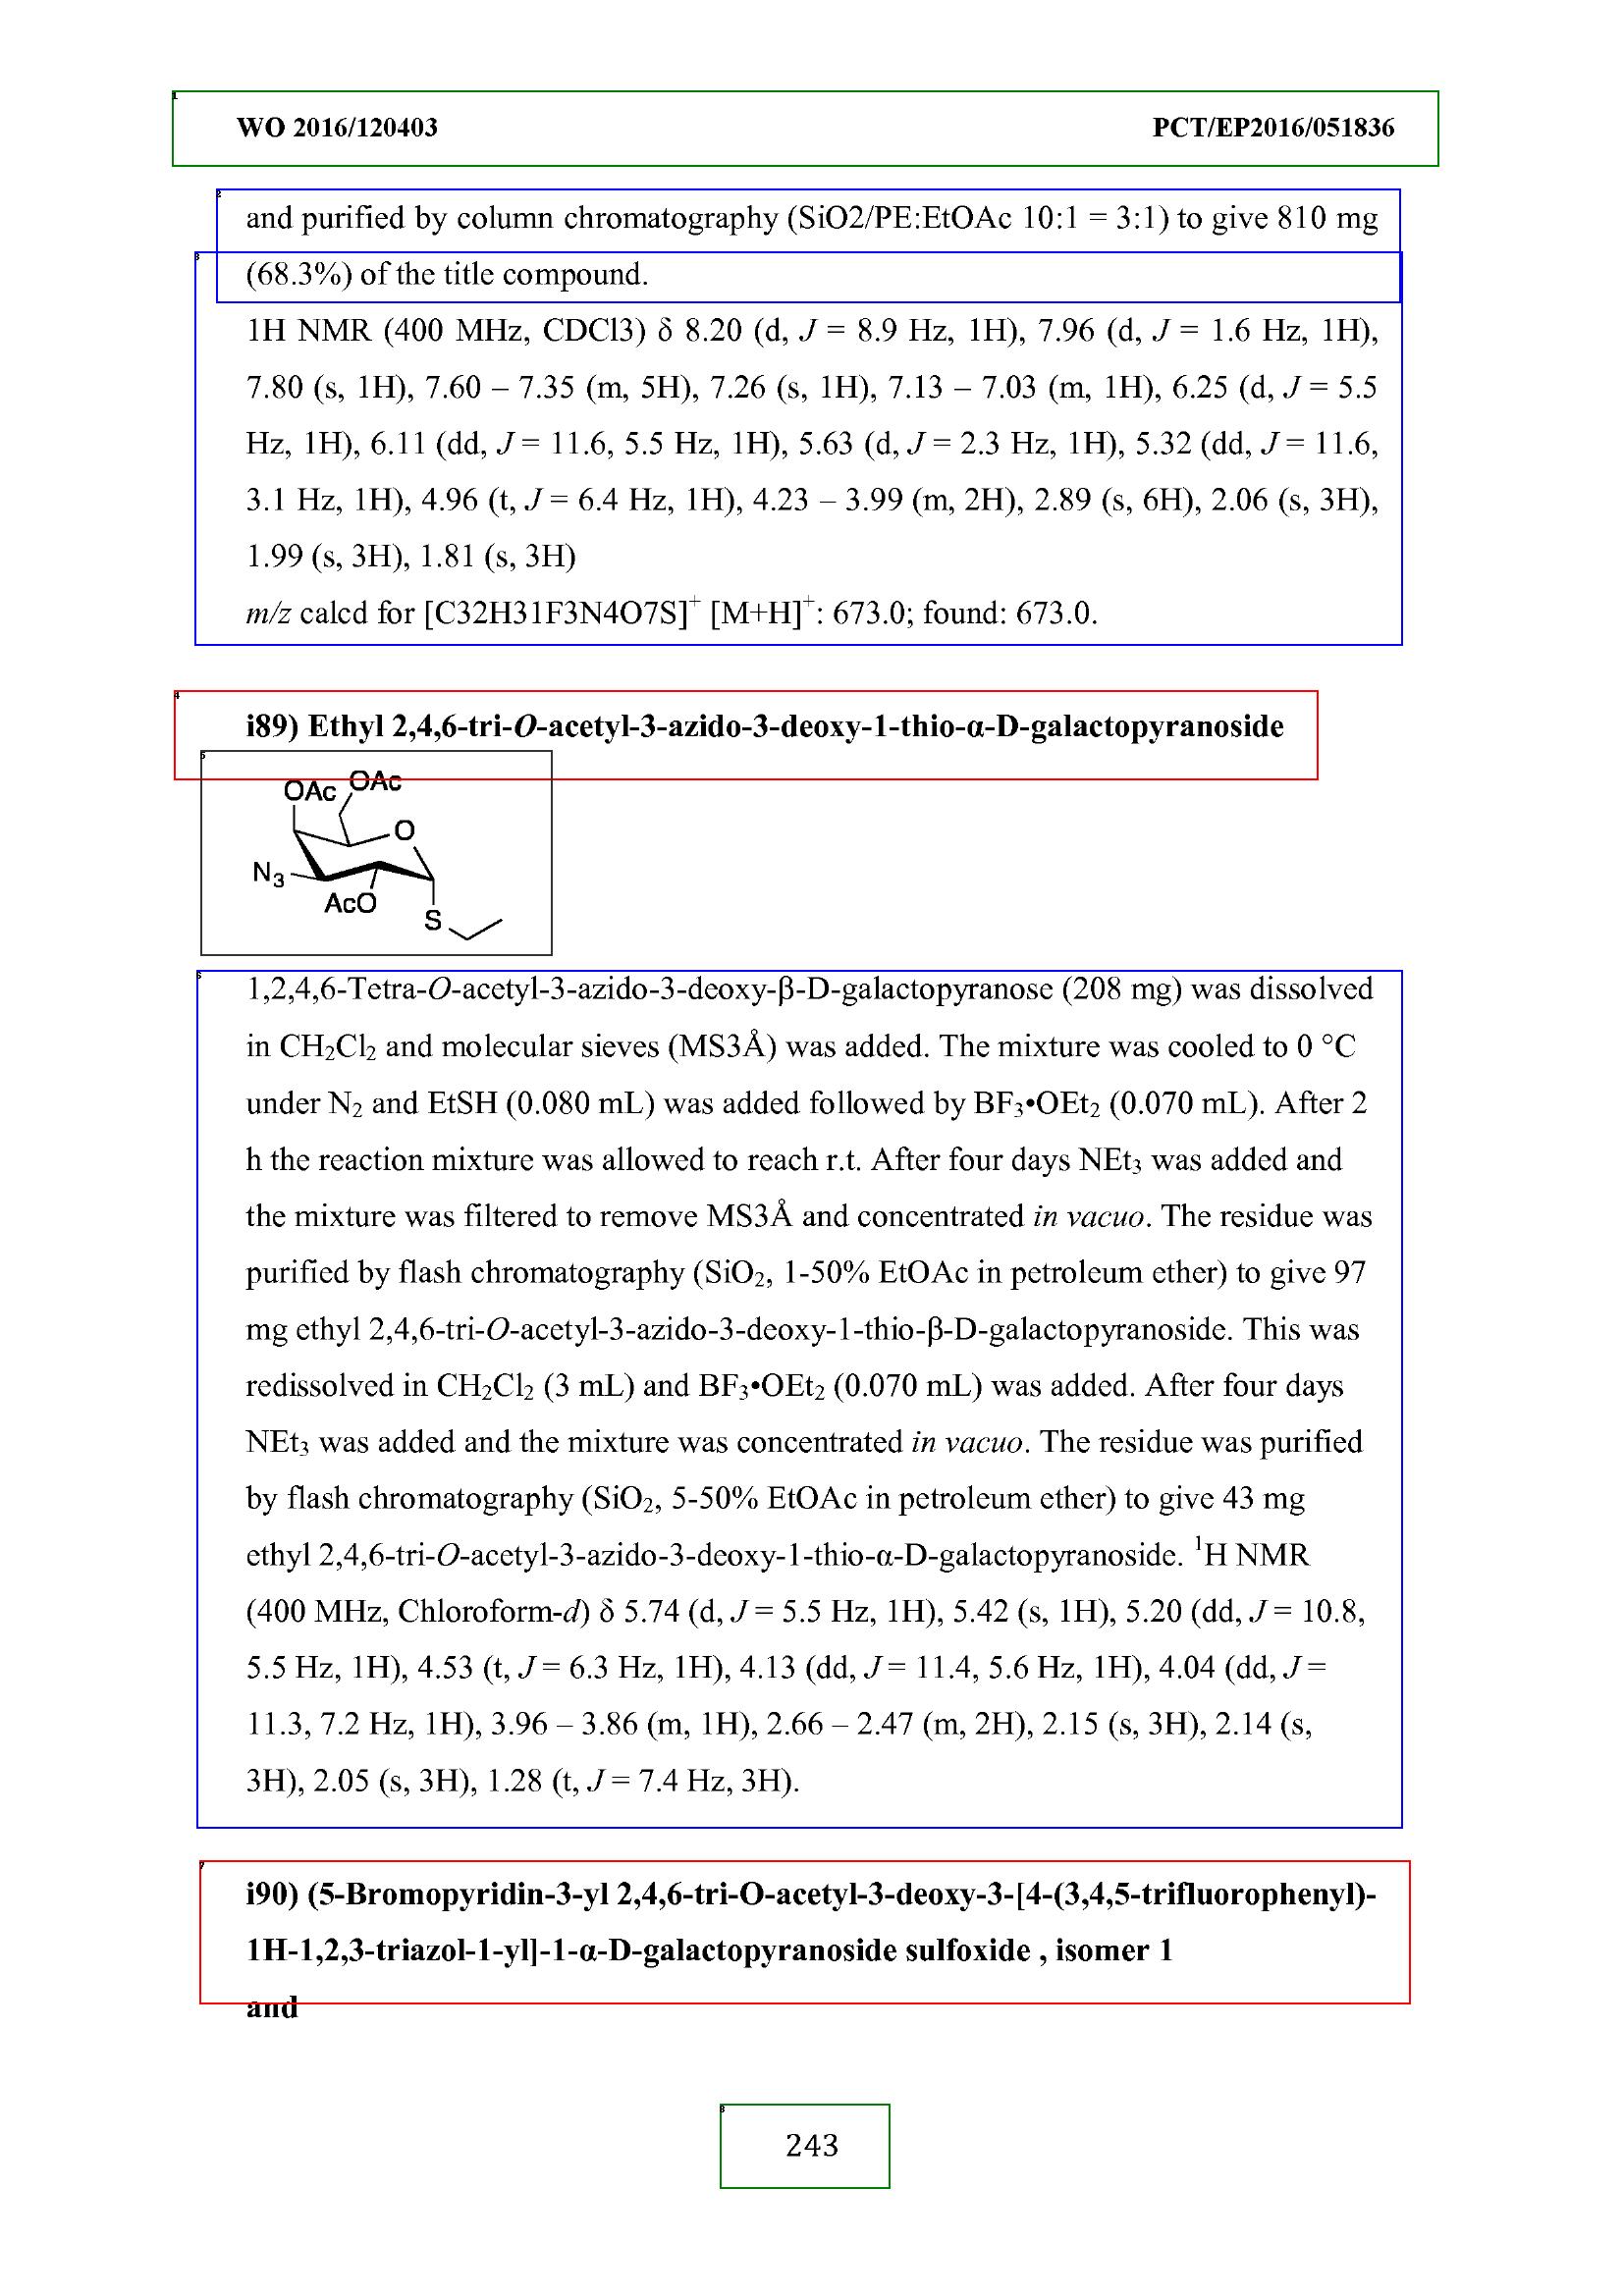 WO 2016/120403 PCT/EP2016/051836
and purified by column chromatography (SiO2/PE:EtOAc 10:1 = 3:1) to give 810 mg
(68.3%) of the title compound.
1H NMR (400 MHz, CDCl3) δ 8.20 (d, J = 8.9 Hz, 1H), 7.96 (d, J = 1.6 Hz, 1H),
7.80 (s, 1H), 7.60 – 7.35 (m, 5H), 7.26 (s, 1H), 7.13 – 7.03 (m, 1H), 6.25 (d, J = 5.5
Hz, 1H), 6.11 (dd, J = 11.6, 5.5 Hz, 1H), 5.63 (d, J = 2.3 Hz, 1H), 5.32 (dd, J = 11.6,
3.1 Hz, 1H), 4.96 (t, J = 6.4 Hz, 1H), 4.23 – 3.99 (m, 2H), 2.89 (s, 6H), 2.06 (s, 3H),
1.99 (s, 3H), 1.81 (s, 3H)
m/z calcd for [C32H31F3N4O7S]⁺ [M+H]⁺: 673.0; found: 673.0.
i89) Ethyl 2,4,6-tri-O-acetyl-3-azido-3-deoxy-1-thio-α-D-galactopyranoside
OAc OAc
O
N₃
AcO
S
1,2,4,6-Tetra-O-acetyl-3-azido-3-deoxy-β-D-galactopyranose (208 mg) was dissolved
in CH₂Cl₂ and molecular sieves (MS3Å) was added. The mixture was cooled to 0 °C
under N₂ and EtSH (0.080 mL) was added followed by BF₃•OEt₂ (0.070 mL). After 2
h the reaction mixture was allowed to reach r.t. After four days NEt₃ was added and
the mixture was filtered to remove MS3Å and concentrated in vacuo. The residue was
purified by flash chromatography (SiO₂, 1-50% EtOAc in petroleum ether) to give 97
mg ethyl 2,4,6-tri-O-acetyl-3-azido-3-deoxy-1-thio-β-D-galactopyranoside. This was
redissolved in CH₂Cl₂ (3 mL) and BF₃•OEt₂ (0.070 mL) was added. After four days
NEt₃ was added and the mixture was concentrated in vacuo. The residue was purified
by flash chromatography (SiO₂, 5-50% EtOAc in petroleum ether) to give 43 mg
ethyl 2,4,6-tri-O-acetyl-3-azido-3-deoxy-1-thio-α-D-galactopyranoside. ¹H NMR
(400 MHz, Chloroform-d) δ 5.74 (d, J = 5.5 Hz, 1H), 5.42 (s, 1H), 5.20 (dd, J = 10.8,
5.5 Hz, 1H), 4.53 (t, J = 6.3 Hz, 1H), 4.13 (dd, J = 11.4, 5.6 Hz, 1H), 4.04 (dd, J =
11.3, 7.2 Hz, 1H), 3.96 – 3.86 (m, 1H), 2.66 – 2.47 (m, 2H), 2.15 (s, 3H), 2.14 (s,
3H), 2.05 (s, 3H), 1.28 (t, J = 7.4 Hz, 3H).
i90) (5-Bromopyridin-3-yl 2,4,6-tri-O-acetyl-3-deoxy-3-[4-(3,4,5-trifluorophenyl)-
1H-1,2,3-triazol-1-yl]-1-α-D-galactopyranoside sulfoxide , isomer 1
and
243